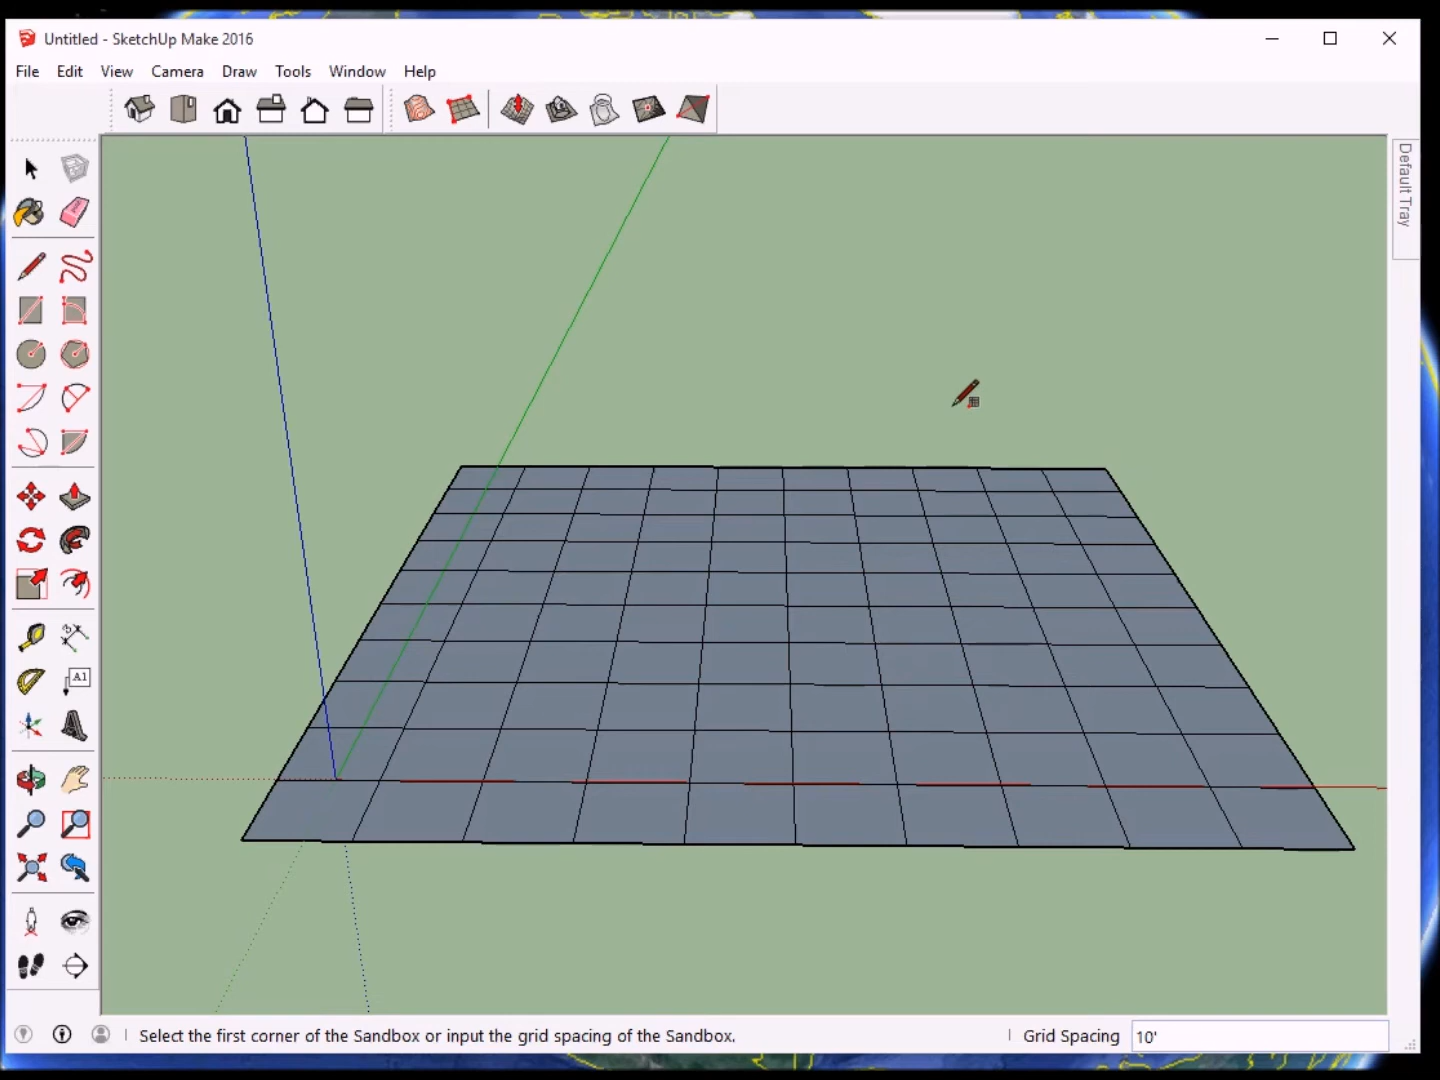 Untitled - SketchUp Make 2016
File Edit View Camera Draw Tools Window Help
Default Tray
A1
Select the first corner of the Sandbox or input the grid spacing of the Sandbox.
Grid Spacing 10'